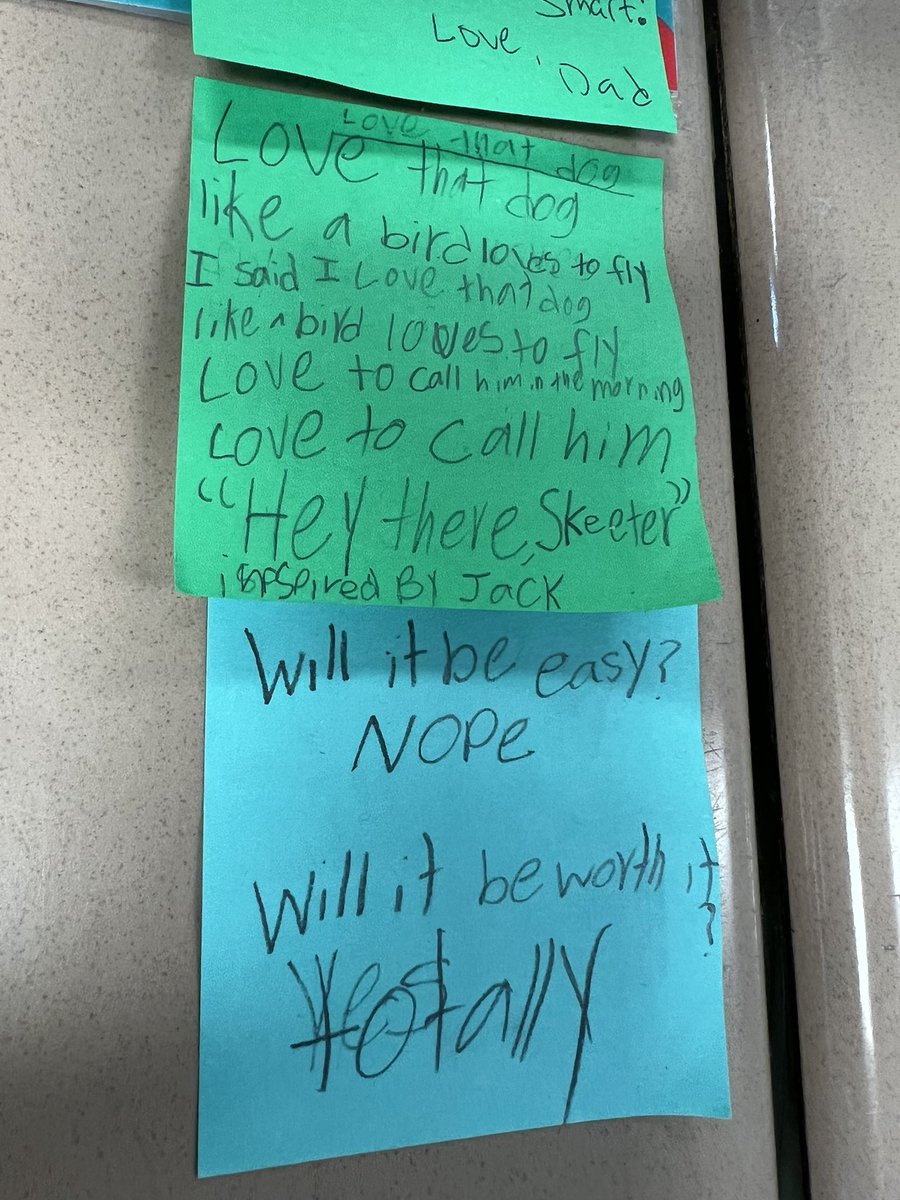 Smart!
Love,
Dad
Love that dog
Love that dog
like a bird loves to fly
I said I Love that dog
like a bird loves to fly
Love to call him in the morning
Love to call him
"Hey there, Skeeter"
inspired By Jack
Will it be easy?
NOPe
Will it be worth it
?
totally